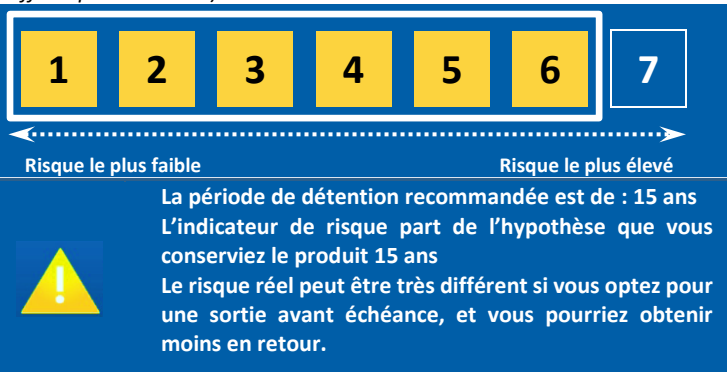 1 2 3 4 5 6 7
Risque le plus faible Risque le plus élevé
La période de détention recommandée est de : 15 ans
L’indicateur de risque part de l’hypothèse que vous
conserviez le produit 15 ans
Le risque réel peut être très différent si vous optez pour
une sortie avant échéance, et vous pourriez obtenir
moins en retour.